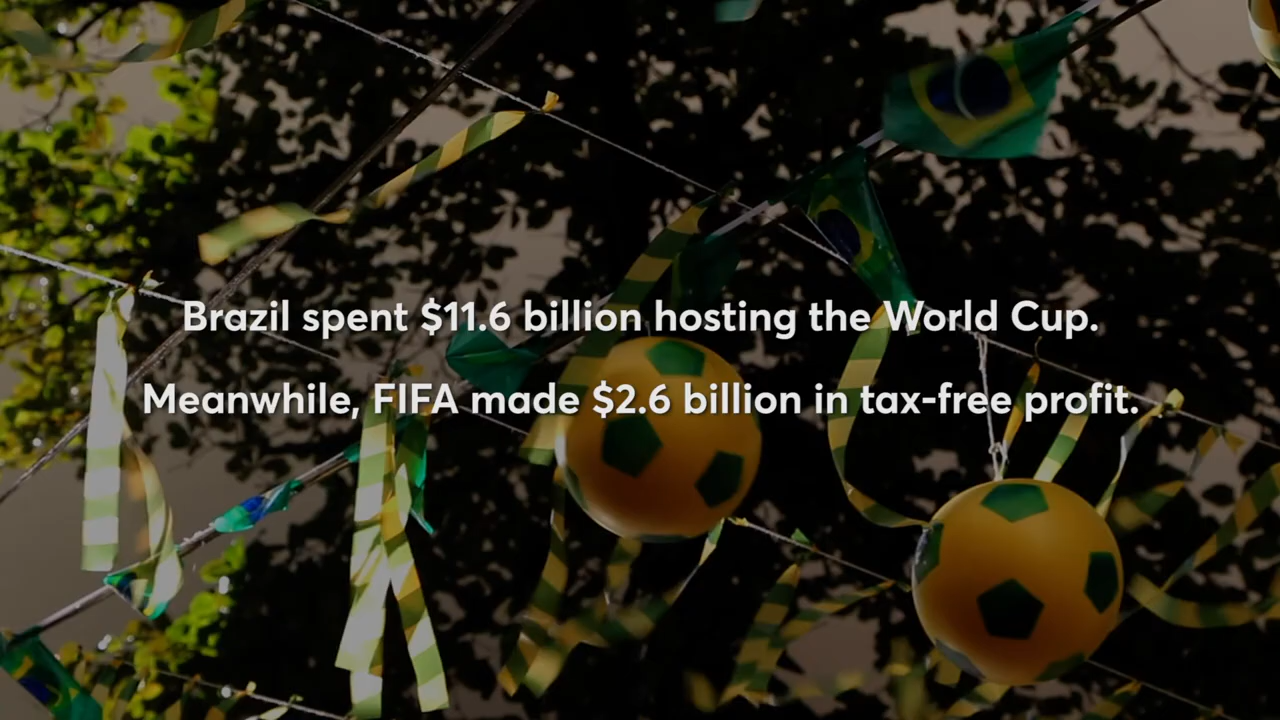 Brazil spent $11.6 billion hosting the World Cup.
Meanwhile, FIFA made $2.6 billion in tax-free profit.